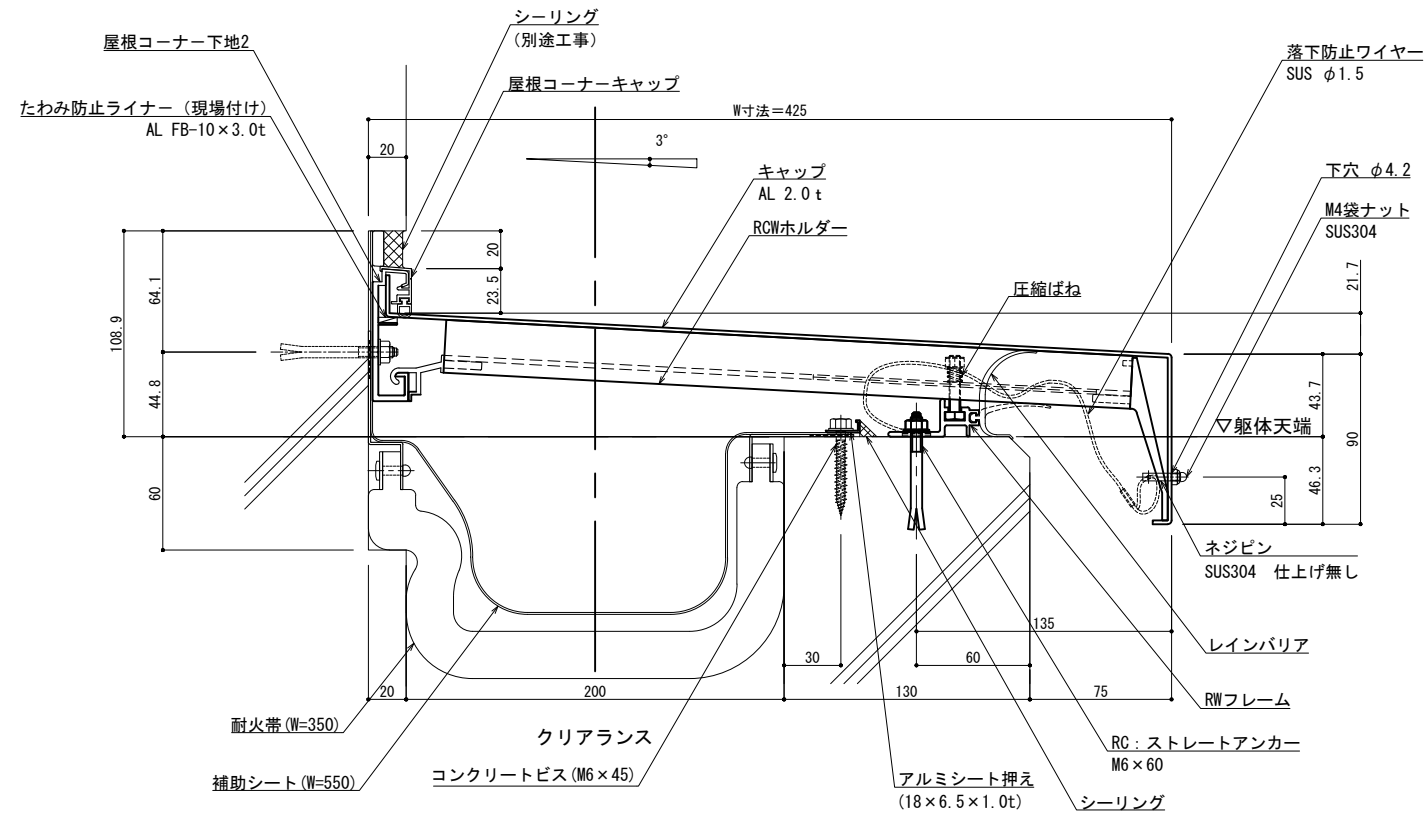 シーリング
(別途工事)
屋根コーナー下地2
屋根コーナーキャップ
たわみ防止ライナー (現場付け)
AL FB-10×3.0t
落下防止ワイヤー
SUS φ1.5
W寸法=425
20
3°
キャップ
AL 2.0t
RCWホルダー
下穴 φ4.2
M4袋ナット
SUS304
圧縮ばね
20
23.5
21.7
64.1
108.9
44.8
60
43.7
90
46.3
25
▽躯体天端
ネジピン
SUS304 仕上げ無し
135
30
60
レインバリア
20
200
130
75
RWフレーム
耐火帯(W=350)
クリアランス
RC:ストレートアンカー
M6×60
補助シート(W=550)
コンクリートビス(M6×45)
アルミシート押え
(18×6.5×1.0t)
シーリング